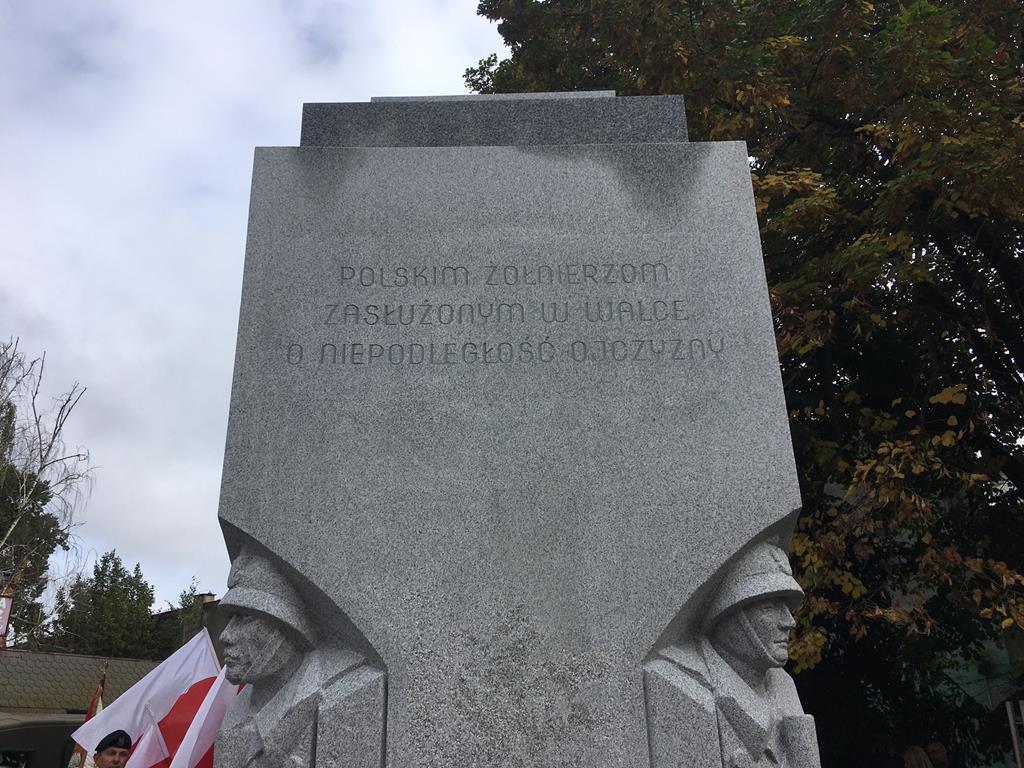 POLSKIM ŻOŁNIERZOM
ZASŁUŻONYM W WALCE
O NIEPODLEGŁOŚĆ OJCZYZNY